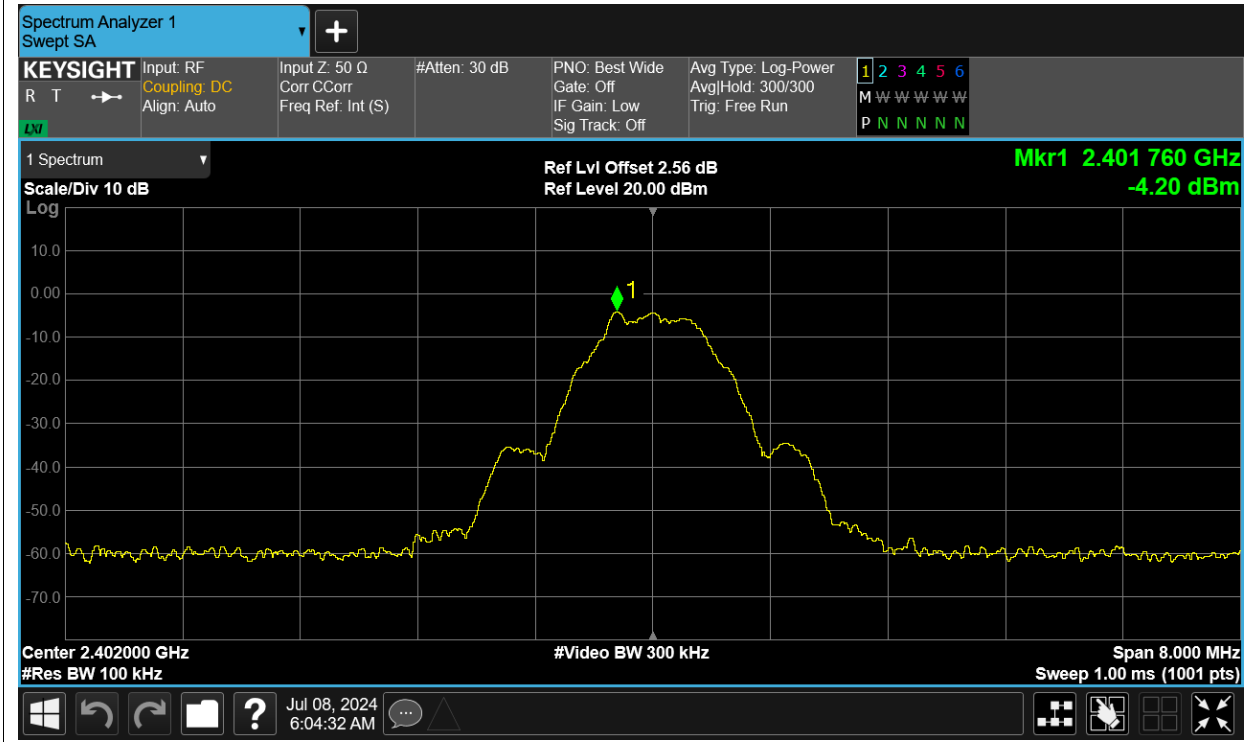 Spectrum Analyzer 1
Swept SA
KEYSIGHT
R T
LXI
Input: RF
Coupling: DC
Align: Auto
Input Z: 50 Ω
Corr CCorr
Freq Ref: Int (S)
#Atten: 30 dB
PNO: Best Wide
Gate: Off
IF Gain: Low
Sig Track: Off
Avg Type: Log-Power
Avg|Hold: 300/300
Trig: Free Run
1 2 3 4 5 6
M W W W W W
P N N N N N
1 Spectrum
Scale/Div 10 dB
Log
Ref Lvl Offset 2.56 dB
Ref Level 20.00 dBm
Mkr1 2.401 760 GHz
-4.20 dBm
1
10.0
0.00
-10.0
-20.0
-30.0
-40.0
-50.0
-60.0
-70.0
Center 2.402000 GHz
#Res BW 100 kHz
#Video BW 300 kHz
Span 8.000 MHz
Sweep 1.00 ms (1001 pts)
?
Jul 08, 2024
6:04:32 AM